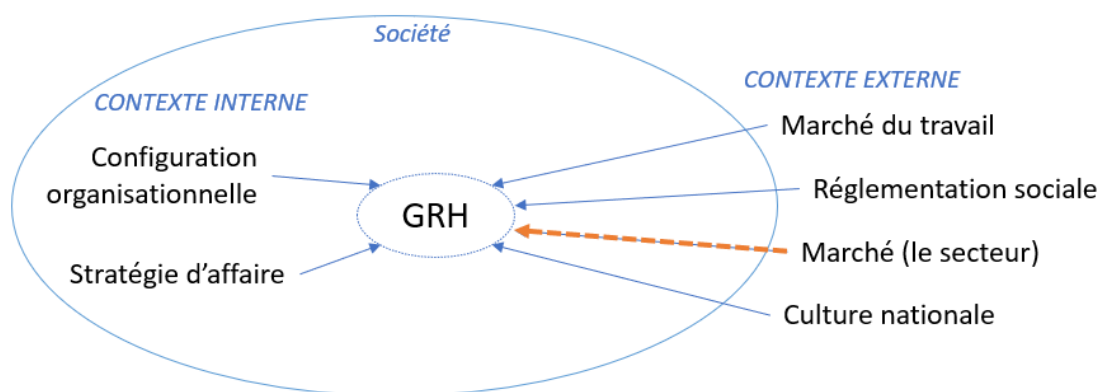 Société
CONTEXTE INTERNE
CONTEXTE EXTERNE
Configuration
organisationnelle
Stratégie d'affaire
GRH
Marché du travail
Réglementation sociale
Marché (le secteur)
Culture nationale